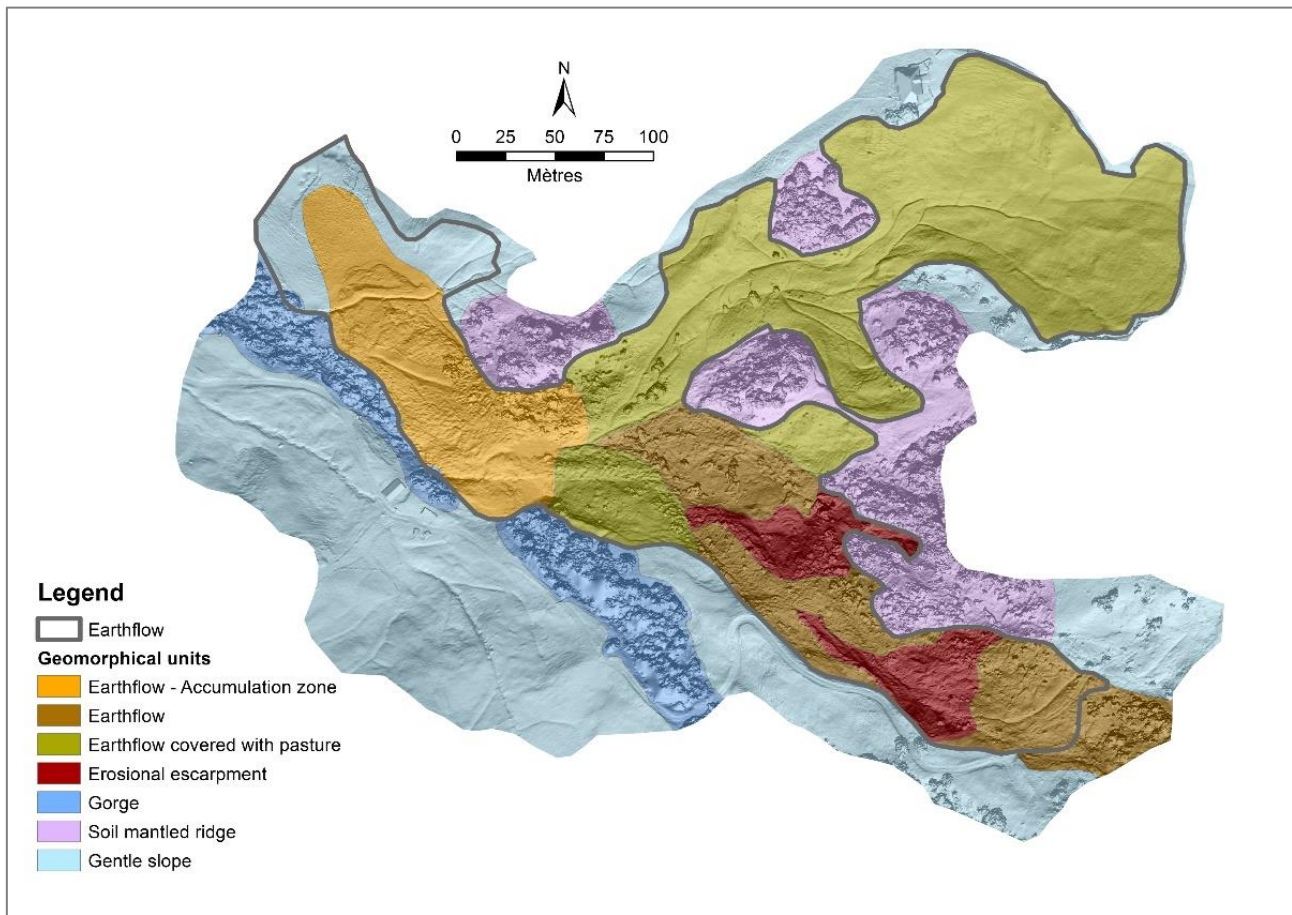 N
0 25 50 75 100
Mètres
Legend
Earthflow
Geomorphical units
Earthflow - Accumulation zone
Earthflow
Earthflow covered with pasture
Erosional escarpment
Gorge
Soil mantled ridge
Gentle slope